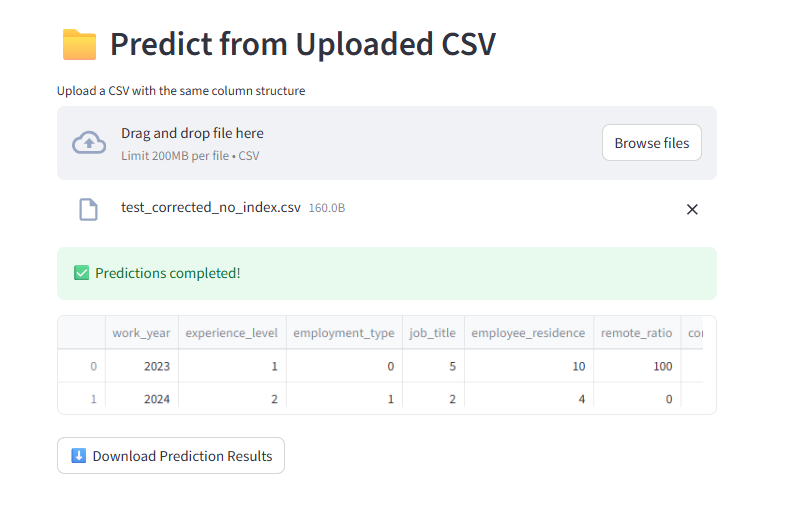 Predict from Uploaded CSV
Upload a CSV with the same column structure
Drag and drop file here
Limit 200MB per file • CSV
Browse files
test_corrected_no_index.csv 160.0B
Predictions completed!
work_year experience_level employment_type job_title employee_residence remote_ratio
0 2023 1 0 5 10 100
1 2024 2 1 2 4 0
Download Prediction Results